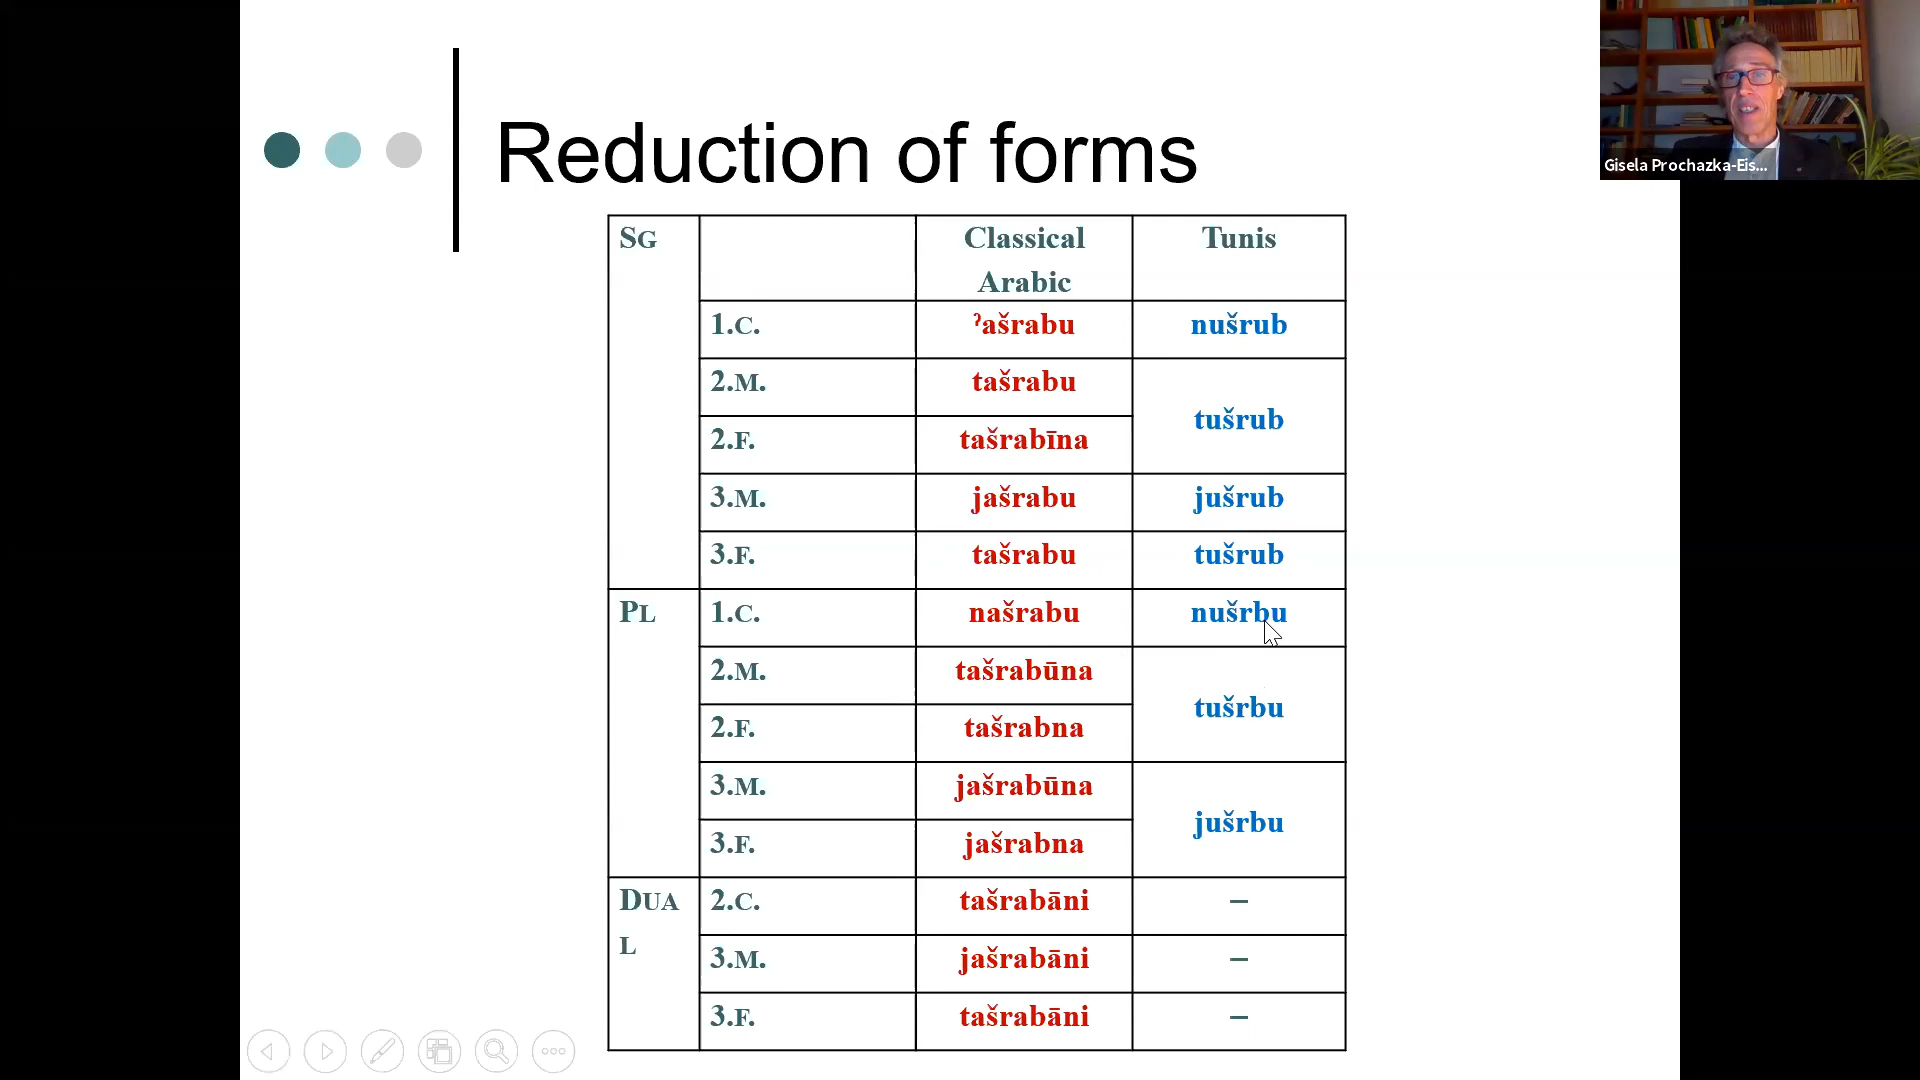 Gisela Prochazka-Eis...
Reduction of forms
SG Classical Arabic Tunis
1.C. ˀašrabu nušrub
2.M. tašrabu tušrub
2.F. tašrabīna
3.M. jašrabu jušrub
3.F. tašrabu tušrub
PL 1.C. našrabu nušrbu
2.M. tašrabūna tušrbu
2.F. tašrabna
3.M. jašrabūna jušrbu
3.F. jašrabna
DUAL 2.C. tašrabāni –
3.M. jašrabāni –
3.F. tašrabāni –